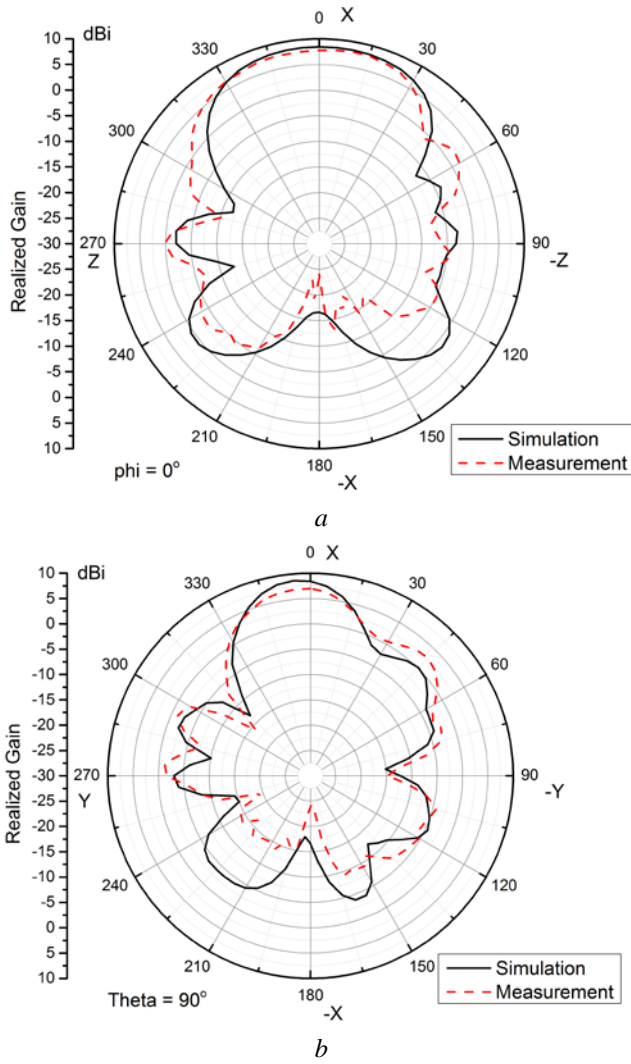 dBi
0 X
10
5
0
-5
-10
-15
-20
-25
-30
-25
-20
-15
-10
-5
0
5
10
Realized Gain
330
30
300
60
270
Z
90
-Z
240
120
210
150
180
-X
phi = 0°
Simulation
Measurement
a
dBi
0 X
10
5
0
-5
-10
-15
-20
-25
-30
-25
-20
-15
-10
-5
0
5
10
Realized Gain
330
30
300
60
270
Y
90
-Y
240
120
210
150
180
-X
Theta = 90°
Simulation
Measurement
b